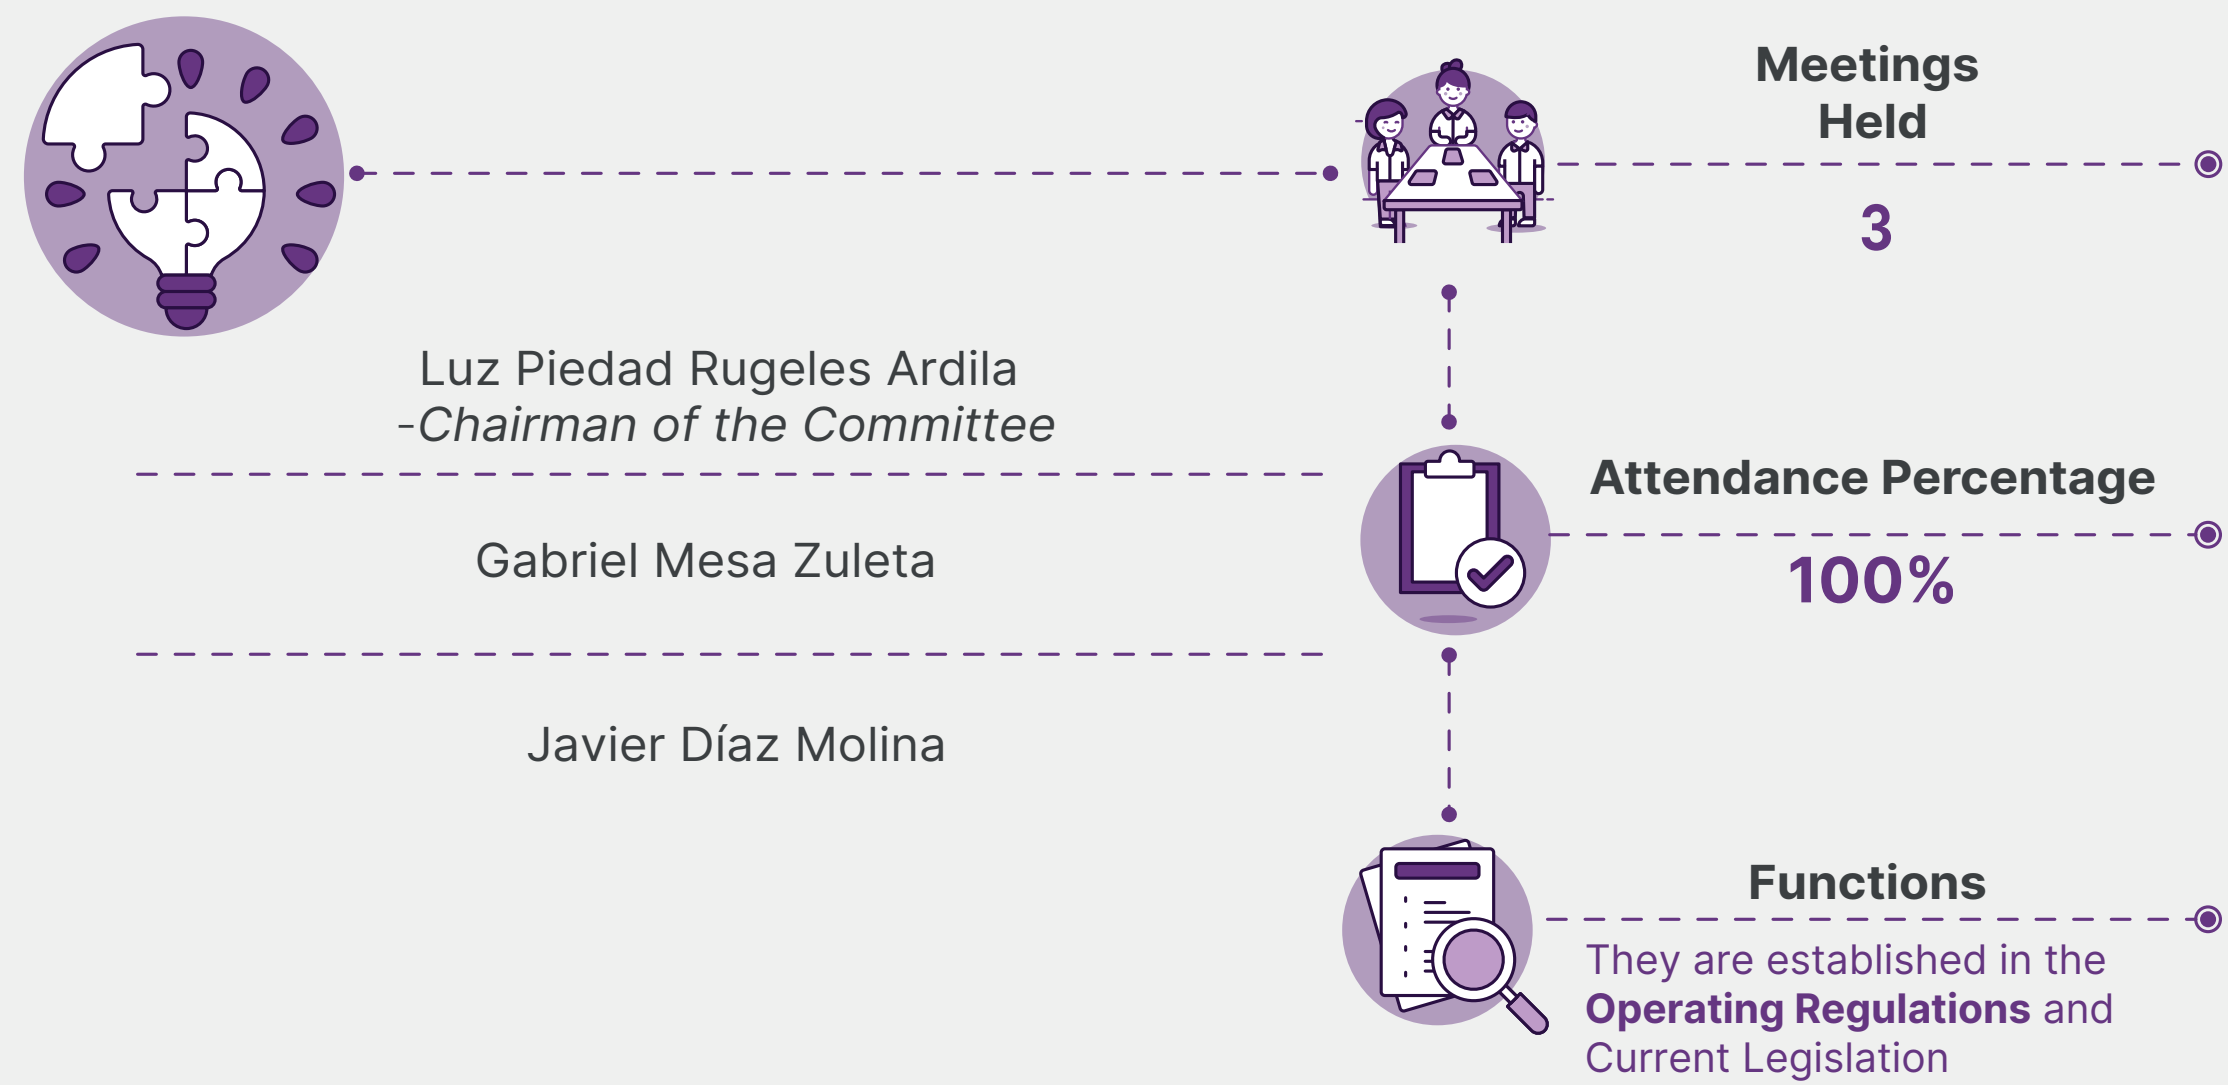 Luz Piedad Rugeles Ardila
-Chairman of the Committee
Gabriel Mesa Zuleta
Javier Díaz Molina
Meetings
Held
3
Attendance Percentage
100%
Functions
They are established in the
Operating Regulations and
Current Legislation